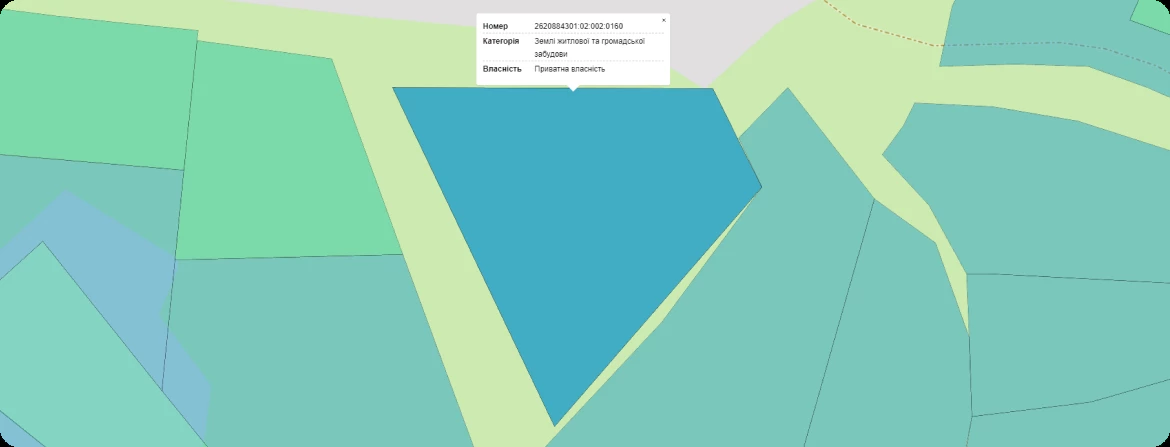 ×
Номер 2620884301:02:002:0160
Категорія Землі житлової та громадської
забудови
Власність Приватна власність